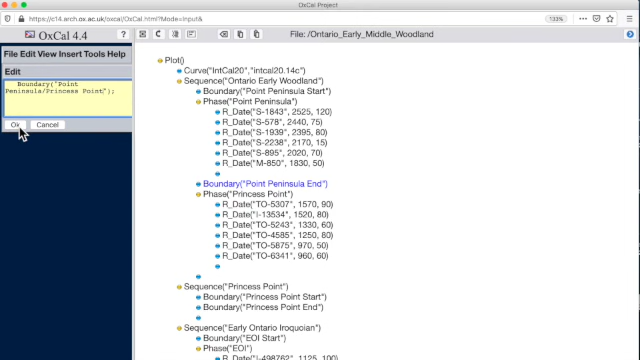 OxCal Project
https://c14.arch.ox.ac.uk/oxcal/OxCal.html?Mode=Input&
133%
OxCal 4.4
?
File: /Ontario_Early_Middle_Woodland
?
File Edit View Insert Tools Help
Edit
Boundary("Point
Peninsula/Princess Point");
Ok
Cancel
Plot()
Curve("IntCal20","intcal20.14c")
Sequence("Ontario Early Woodland)
Boundary("Point Peninsula Start")
Phase("Point Peninsula")
R_Date("S-1843", 2525, 120)
R_Date("S-578", 2440, 75)
R_Date("S-1939", 2395, 80)
R_Date("S-2238", 2170, 15)
R_Date("S-895", 2020, 70)
R_Date("M-850", 1830, 50)
Boundary("Point Peninsula End")
Phase("Princess Point")
R_Date("TO-5307", 1570, 90)
R_Date("I-13534", 1520, 80)
R_Date("TO-5243", 1330, 60)
R_Date("TO-4585", 1250, 80)
R_Date("TO-5875", 970, 50)
R_Date("TO-6341", 960, 60)
Sequence("Princess Point")
Boundary("Princess Point Start")
Boundary("Princess Point End")
Sequence("Early Ontario Iroquoian)
Boundary("EOI Start")
Phase("EOI")
R_Date("I-498762", 1125, 100)